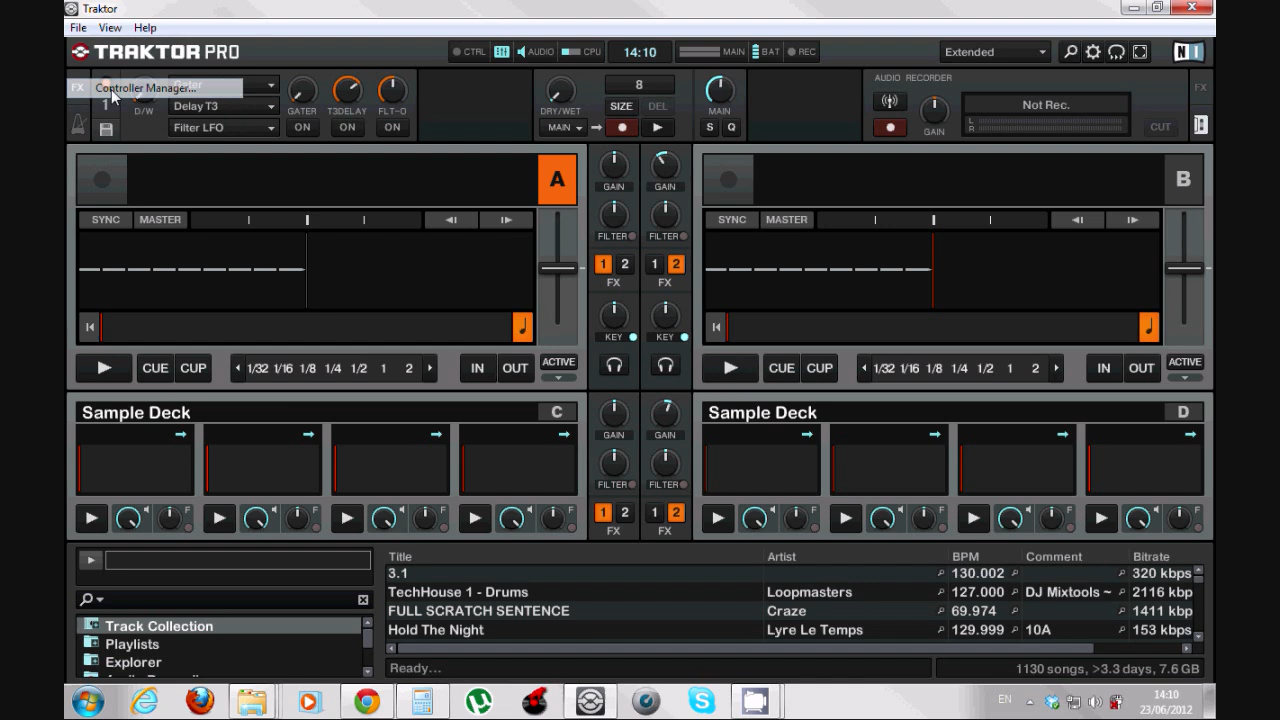 Traktor
File View Help
TRAKTOR PRO CTRL AUDIO CPU 14:10 MAIN BAT REC Extended NI
FX Controller Manager... 8 AUDIO RECORDER FX
1 D/W Delay T3 GATER T3DELAY FLT-O DRY/WET SIZE DEL MAIN Not Rec.
Filter LFO ON ON ON MAIN S Q L R GAIN CUT
A GAIN GAIN B
SYNC MASTER FILTER FILTER SYNC MASTER
1 2 1 2
FX FX
KEY KEY
CUE CUP 1/32 1/16 1/8 1/4 1/2 1 2 IN OUT ACTIVE CUE CUP 1/32 1/16 1/8 1/4 1/2 1 2 IN OUT ACTIVE
Sample Deck C GAIN GAIN Sample Deck D
FILTER FILTER
F F F F 1 2 1 2 F F F F
FX FX
Title Artist BPM Comment Bitrate
3.1 130.002 320 kbps
TechHouse 1 - Drums Loopmasters 127.000 DJ Mixtools ~ 2116 kbp
FULL SCRATCH SENTENCE Craze 69.974 1411 kbp
Hold The Night Lyre Le Temps 129.999 10A 153 kbps
Track Collection
Playlists
Explorer
Ready... 1130 songs, >3.3 days, 7.6 GB
EN 14:10
23/06/2012